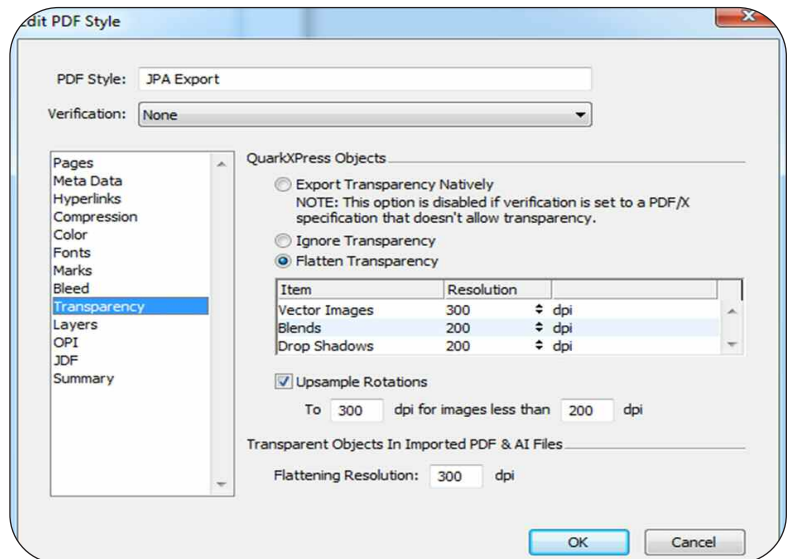 dit PDF Style
PDF Style: JPA Export
Verification: None
Pages
Meta Data
Hyperlinks
Compression
Color
Fonts
Marks
Bleed
Transparency
Layers
OPI
JDF
Summary
QuarkXPress Objects
Export Transparency Natively
NOTE: This option is disabled if verification is set to a PDF/X
specification that doesn't allow transparency.
Ignore Transparency
Flatten Transparency
Item Resolution
Vector Images 300 dpi
Blends 200 dpi
Drop Shadows 200 dpi
Upsample Rotations
To 300 dpi for images less than 200 dpi
Transparent Objects In Imported PDF & AI Files
Flattening Resolution: 300 dpi
OK Cancel